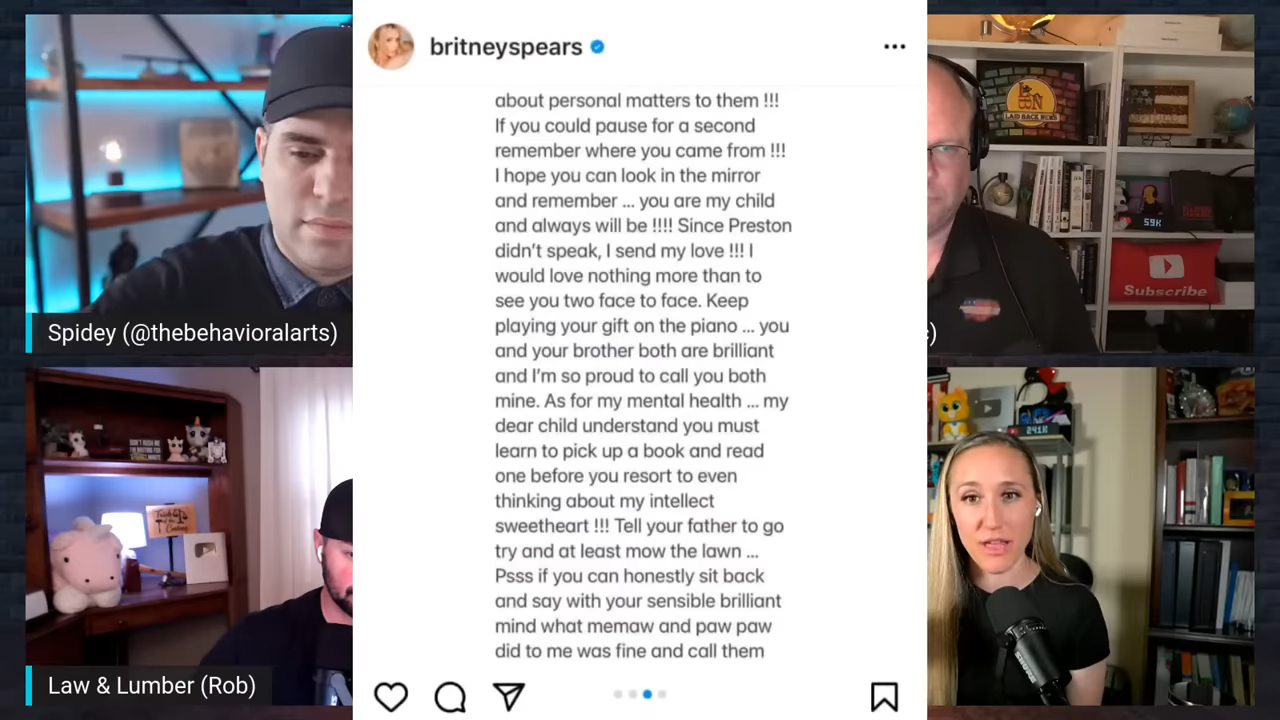 britneyspears
about personal matters to them !!!
If you could pause for a second
remember where you came from !!!
I hope you can look in the mirror
and remember ... you are my child
and always will be !!!! Since Preston
didn't speak, I send my love !!! I
would love nothing more than to
see you two face to face. Keep
playing your gift on the piano ... you
and your brother both are brilliant
and I'm so proud to call you both
mine. As for my mental health ... my
dear child understand you must
learn to pick up a book and read
one before you resort to even
thinking about my intellect
sweetheart !!! Tell your father to go
try and at least mow the lawn ...
Psss if you can honestly sit back
and say with your sensible brilliant
mind what memaw and paw paw
did to me was fine and call them
Spidey (@thebehavioralarts)
LAID BACK NERD
59K
Subscribe
)
Law & Lumber (Rob)
241K